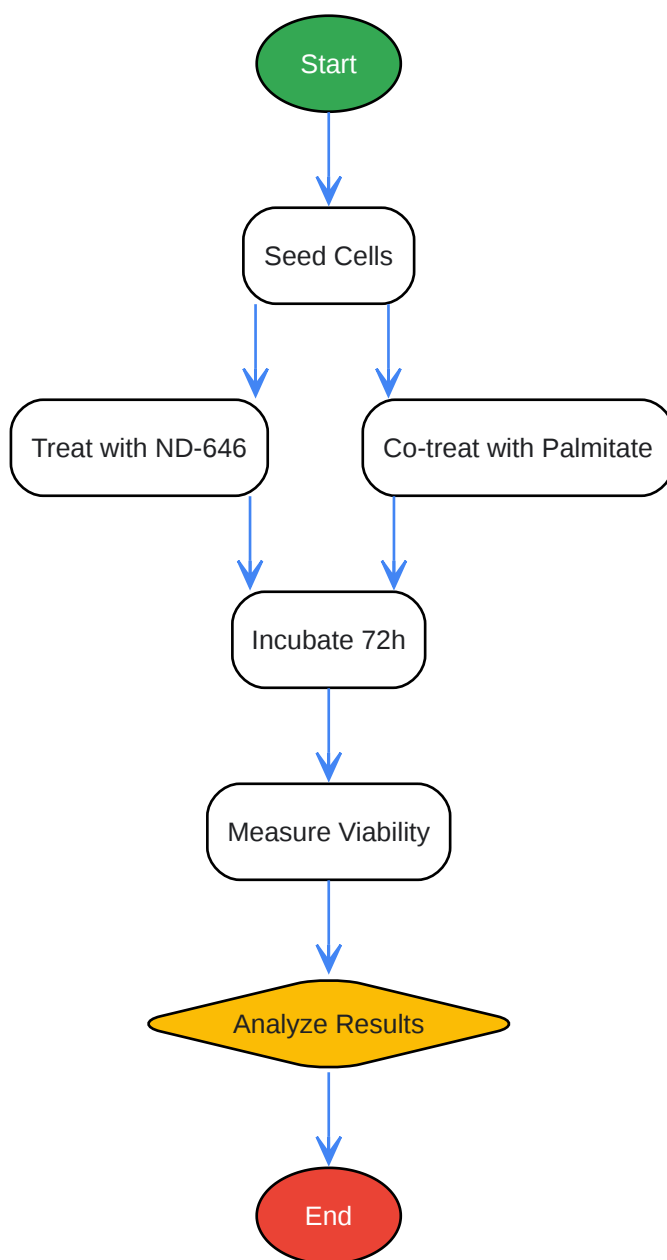 Start
Seed Cells
Treat with ND-646
Co-treat with Palmitate
Incubate 72h
Measure Viability
Analyze Results
End